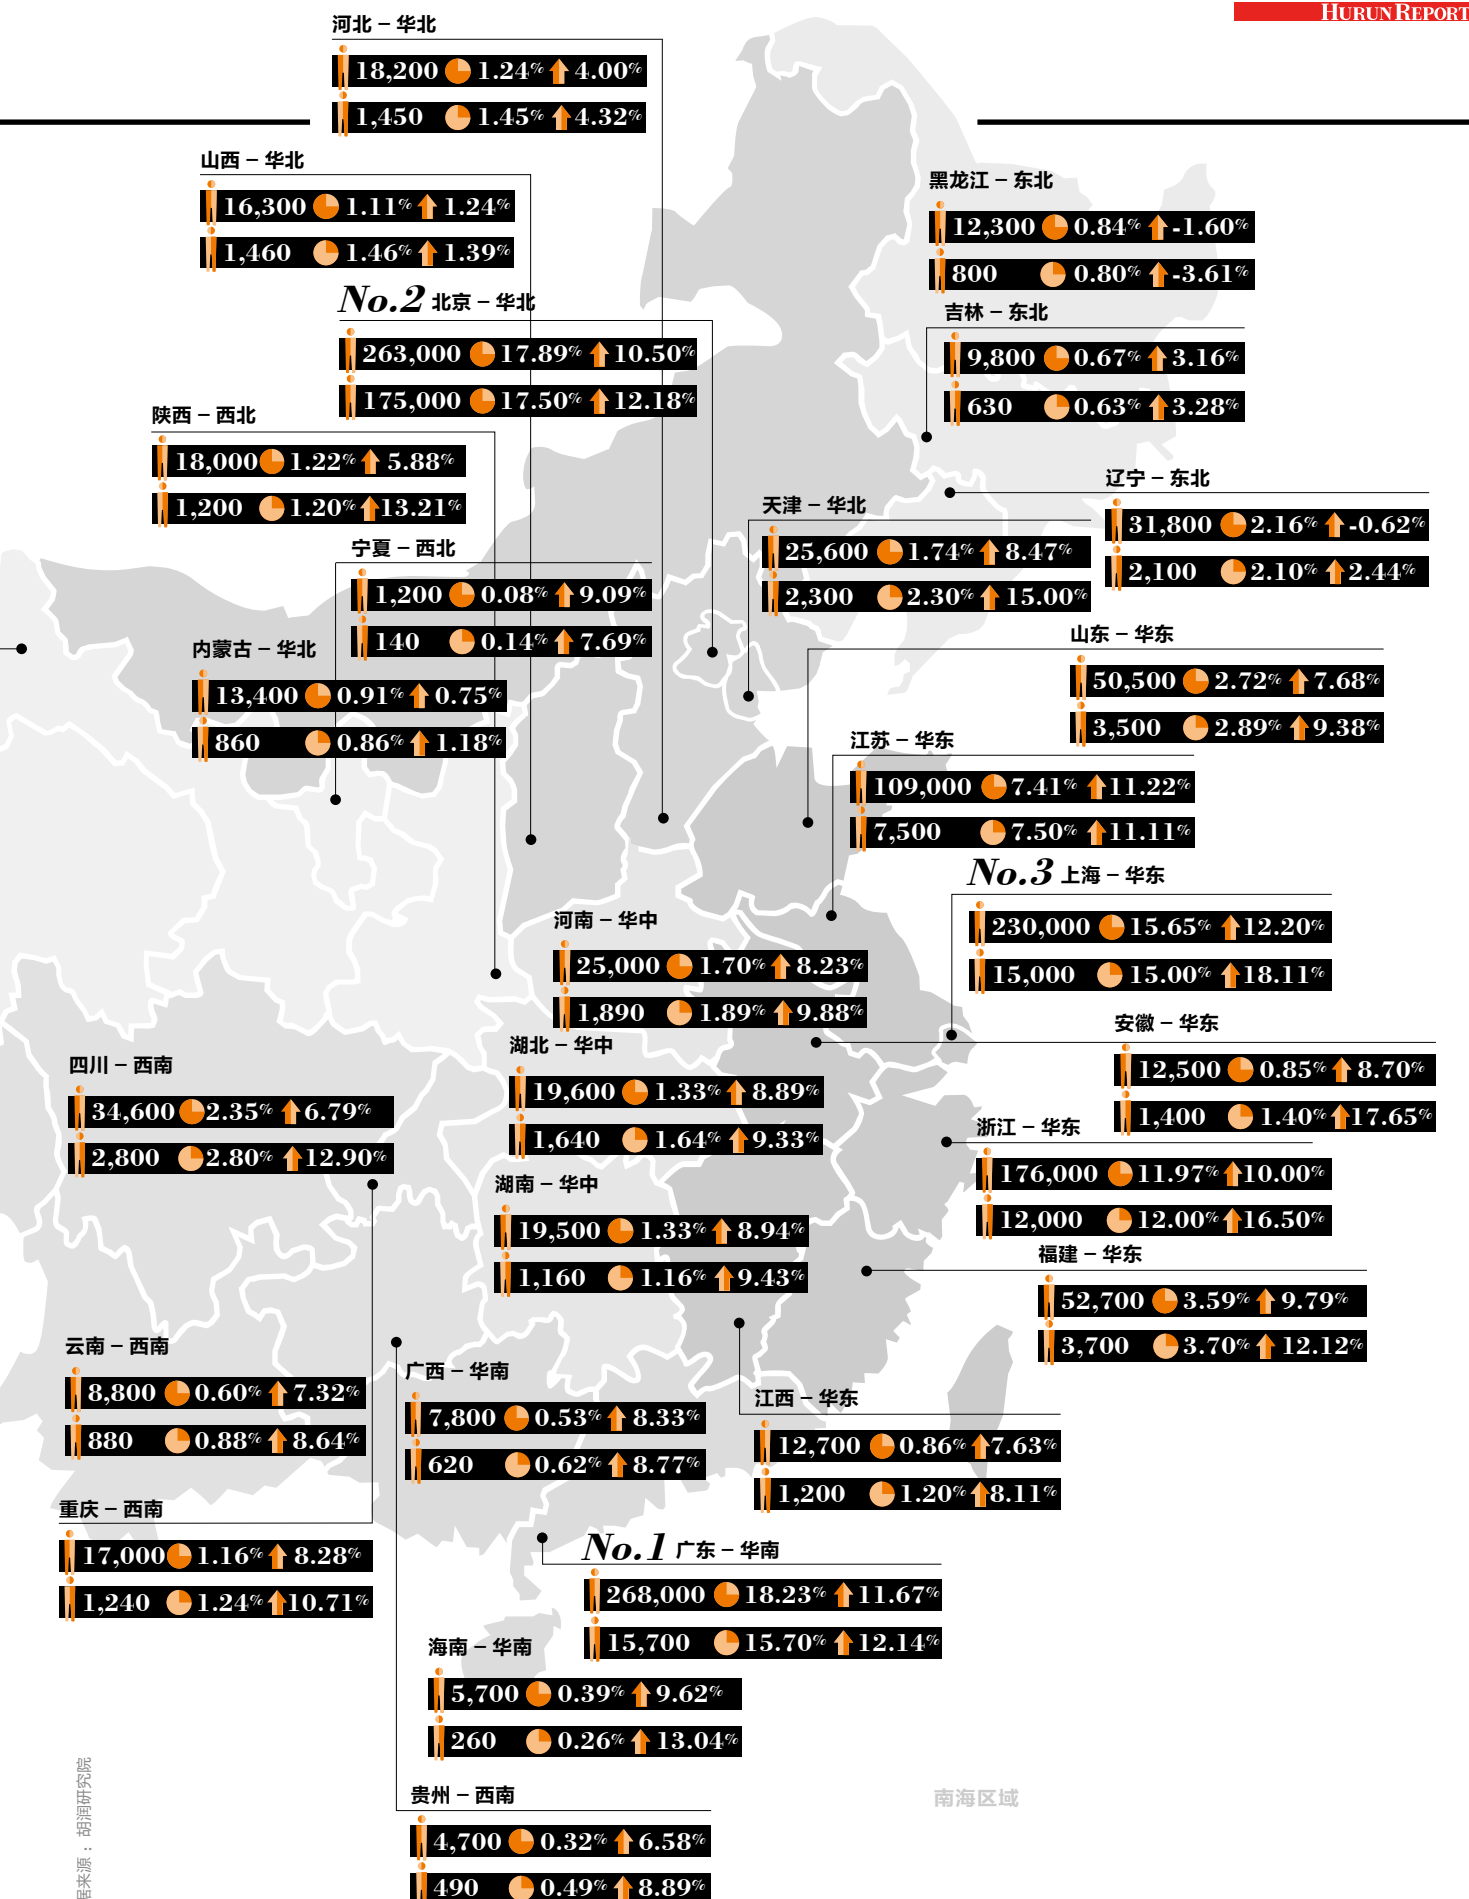 HURUN REPORT
河北 – 华北
18,200 1.24% 4.00%
1,450 1.45% 4.32%
山西 – 华北
16,300 1.11% 1.24%
1,460 1.46% 1.39%
黑龙江 – 东北
12,300 0.84% -1.60%
800 0.80% -3.61%
No.2 北京 – 华北
263,000 17.89% 10.50%
175,000 17.50% 12.18%
吉林 – 东北
9,800 0.67% 3.16%
630 0.63% 3.28%
陕西 – 西北
18,000 1.22% 5.88%
1,200 1.20% 13.21%
辽宁 – 东北
31,800 2.16% -0.62%
2,100 2.10% 2.44%
天津 – 华北
25,600 1.74% 8.47%
2,300 2.30% 15.00%
宁夏 – 西北
1,200 0.08% 9.09%
140 0.14% 7.69%
山东 – 华东
50,500 2.72% 7.68%
3,500 2.89% 9.38%
内蒙古 – 华北
13,400 0.91% 0.75%
860 0.86% 1.18%
江苏 – 华东
109,000 7.41% 11.22%
7,500 7.50% 11.11%
No.3 上海 – 华东
230,000 15.65% 12.20%
15,000 15.00% 18.11%
河南 – 华中
25,000 1.70% 8.23%
1,890 1.89% 9.88%
安徽 – 华东
12,500 0.85% 8.70%
1,400 1.40% 17.65%
湖北 – 华中
19,600 1.33% 8.89%
1,640 1.64% 9.33%
四川 – 西南
34,600 2.35% 6.79%
2,800 2.80% 12.90%
浙江 – 华东
176,000 11.97% 10.00%
12,000 12.00% 16.50%
湖南 – 华中
19,500 1.33% 8.94%
1,160 1.16% 9.43%
福建 – 华东
52,700 3.59% 9.79%
3,700 3.70% 12.12%
云南 – 西南
8,800 0.60% 7.32%
880 0.88% 8.64%
广西 – 华南
7,800 0.53% 8.33%
620 0.62% 8.77%
江西 – 华东
12,700 0.86% 7.63%
1,200 1.20% 8.11%
重庆 – 西南
17,000 1.16% 8.28%
1,240 1.24% 10.71%
No.1 广东 – 华南
268,000 18.23% 11.67%
15,700 15.70% 12.14%
海南 – 华南
5,700 0.39% 9.62%
260 0.26% 13.04%
贵州 – 西南
4,700 0.32% 6.58%
490 0.49% 8.89%
南海区域
据来源：胡润研究院